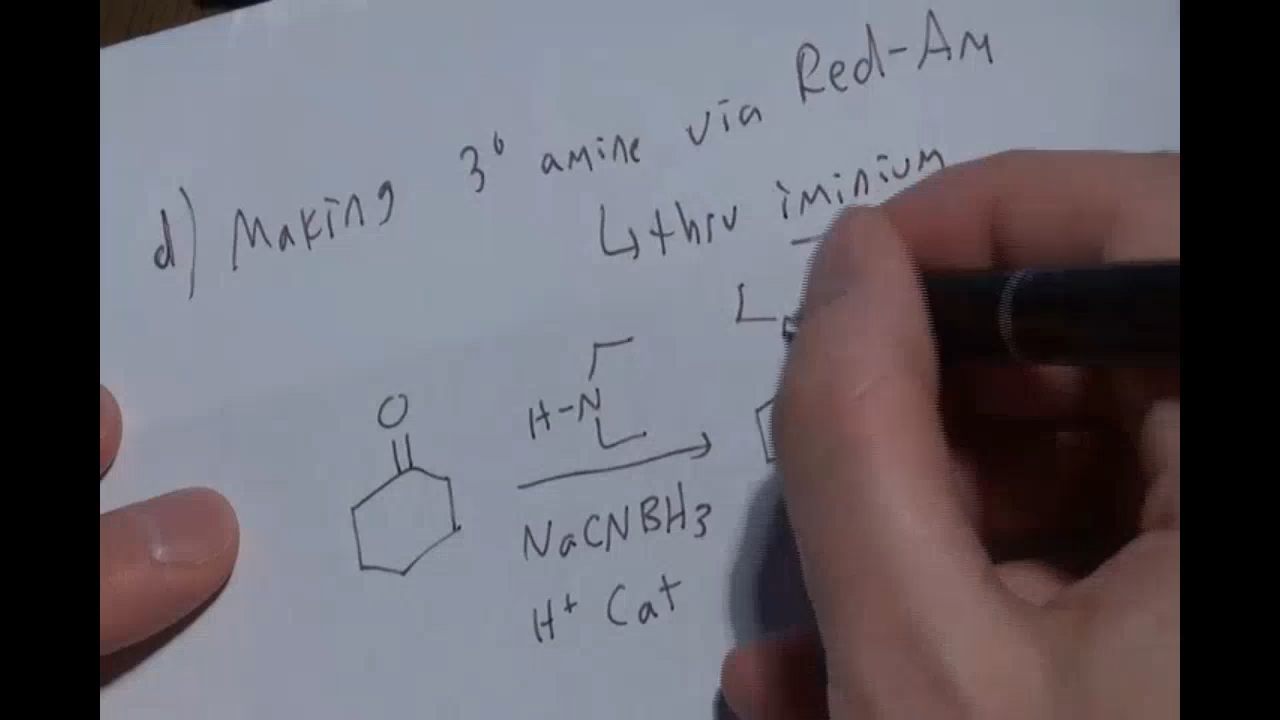 d) Making 3° amine via Red-Am
↳ thru iminium
O
H-N
NaCNBH3
H+ Cat